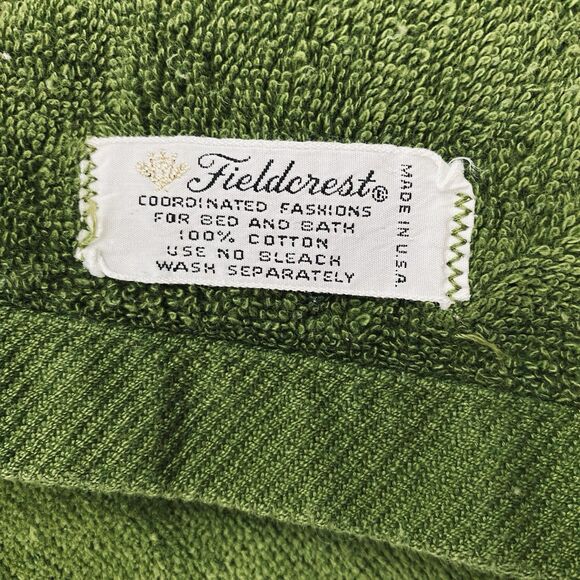 Fieldcrest®
COORDINATED FASHIONS
FOR BED AND BATH
100% COTTON
USE NO BLEACH
WASH SEPARATELY
MADE IN U.S.A.